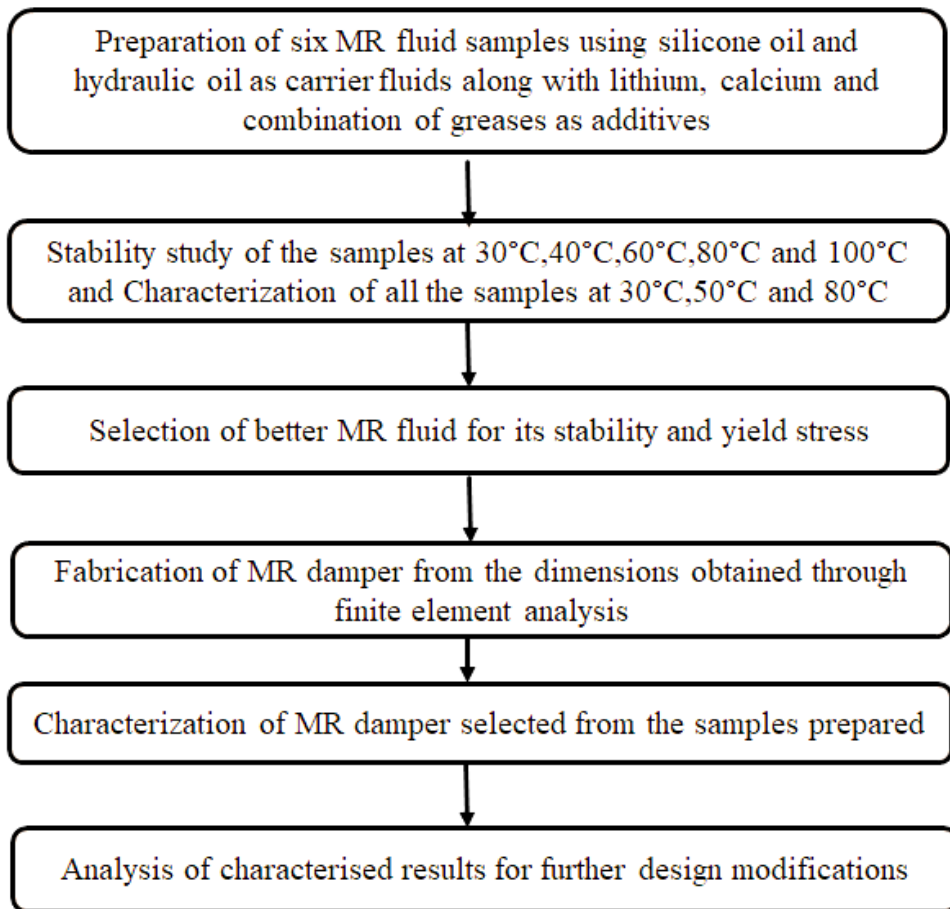 Preparation of six MR fluid samples using silicone oil and
hydraulic oil as carrier fluids along with lithium, calcium and
combination of greases as additives
Stability study of the samples at 30°C,40°C,60°C,80°C and 100°C
and Characterization of all the samples at 30°C,50°C and 80°C
Selection of better MR fluid for its stability and yield stress
Fabrication of MR damper from the dimensions obtained through
finite element analysis
Characterization of MR damper selected from the samples prepared
Analysis of characterised results for further design modifications